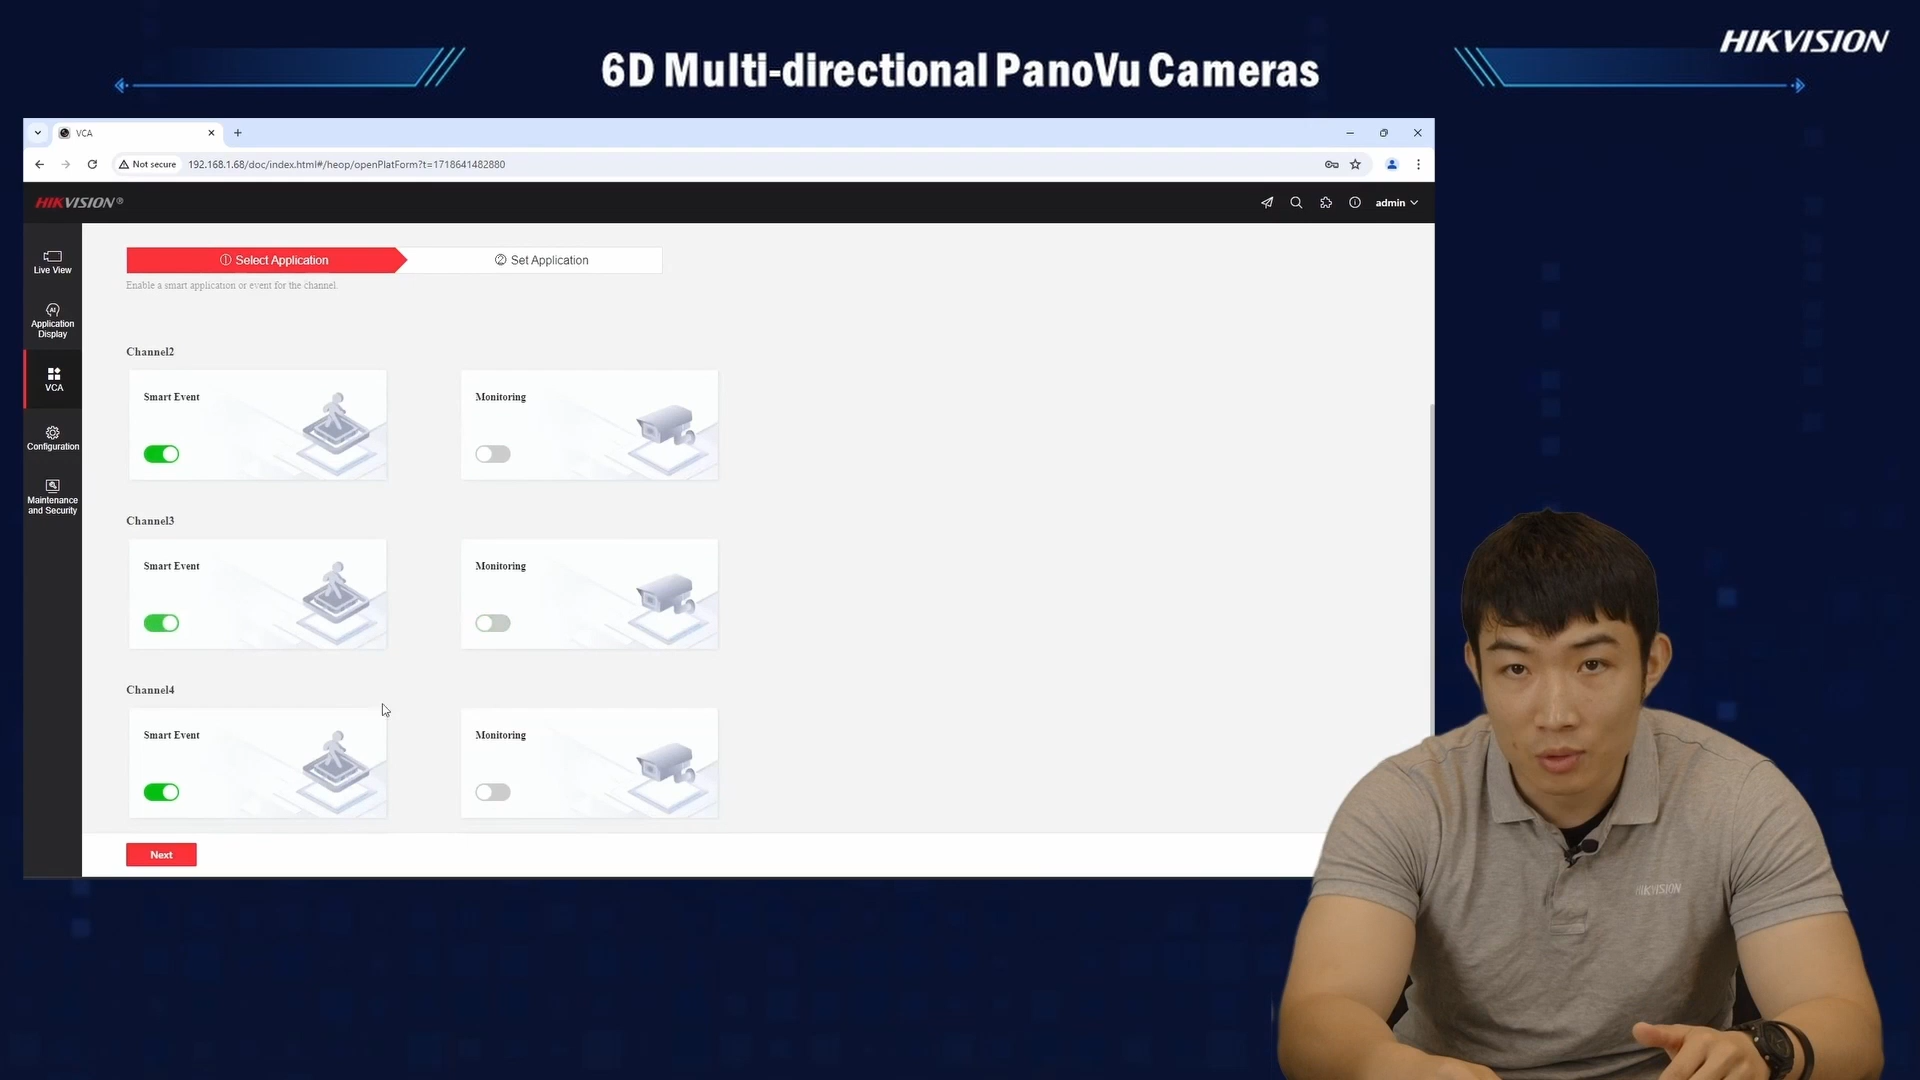 HIKVISION
6D Multi-directional PanoVu Cameras
VCA
Not secure
192.168.1.68/doc/index.html#/heop/openPlatForm?t=1718641482880
HIKVISION®
admin
Live View
Application
Display
VCA
Configuration
Maintenance
and Security
① Select Application
② Set Application
Enable a smart application or event for the channel.
Channel2
Smart Event
Monitoring
Channel3
Smart Event
Monitoring
Channel4
Smart Event
Monitoring
Next
HIKVISION